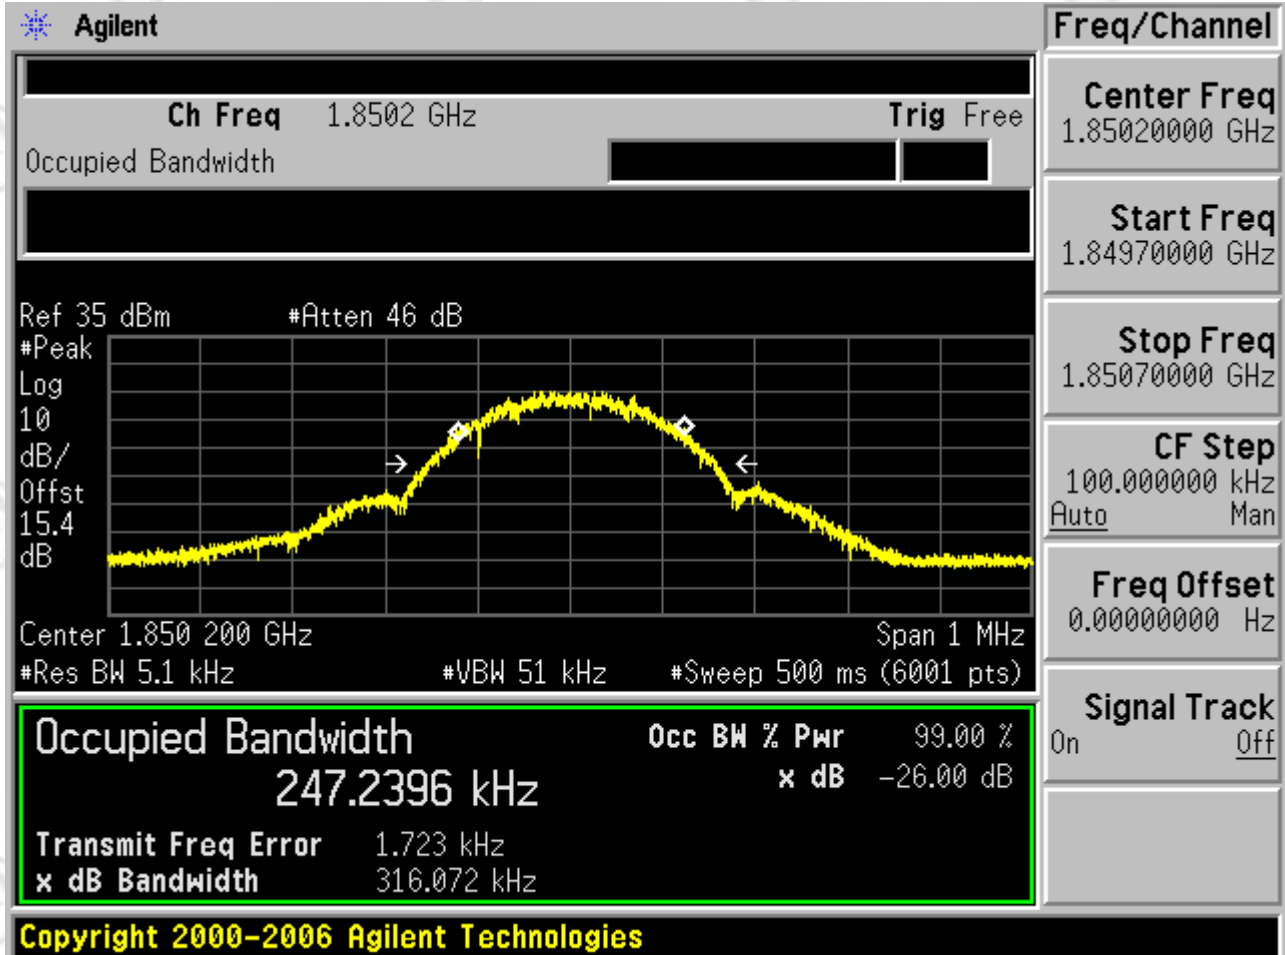 Agilent
Freq/Channel
Ch Freq 1.8502 GHz Trig Free
Occupied Bandwidth
Center Freq
1.85020000 GHz
Start Freq
1.84970000 GHz
Stop Freq
1.85070000 GHz
CF Step
100.000000 kHz
Auto Man
Freq Offset
0.00000000 Hz
Signal Track
On Off
Ref 35 dBm #Atten 46 dB
#Peak
Log
10
dB/
Offst
15.4
dB
Center 1.850 200 GHz Span 1 MHz
#Res BW 5.1 kHz #VBW 51 kHz #Sweep 500 ms (6001 pts)
Occupied Bandwidth Occ BW % Pwr 99.00 %
247.2396 kHz x dB -26.00 dB
Transmit Freq Error 1.723 kHz
x dB Bandwidth 316.072 kHz
Copyright 2000-2006 Agilent Technologies